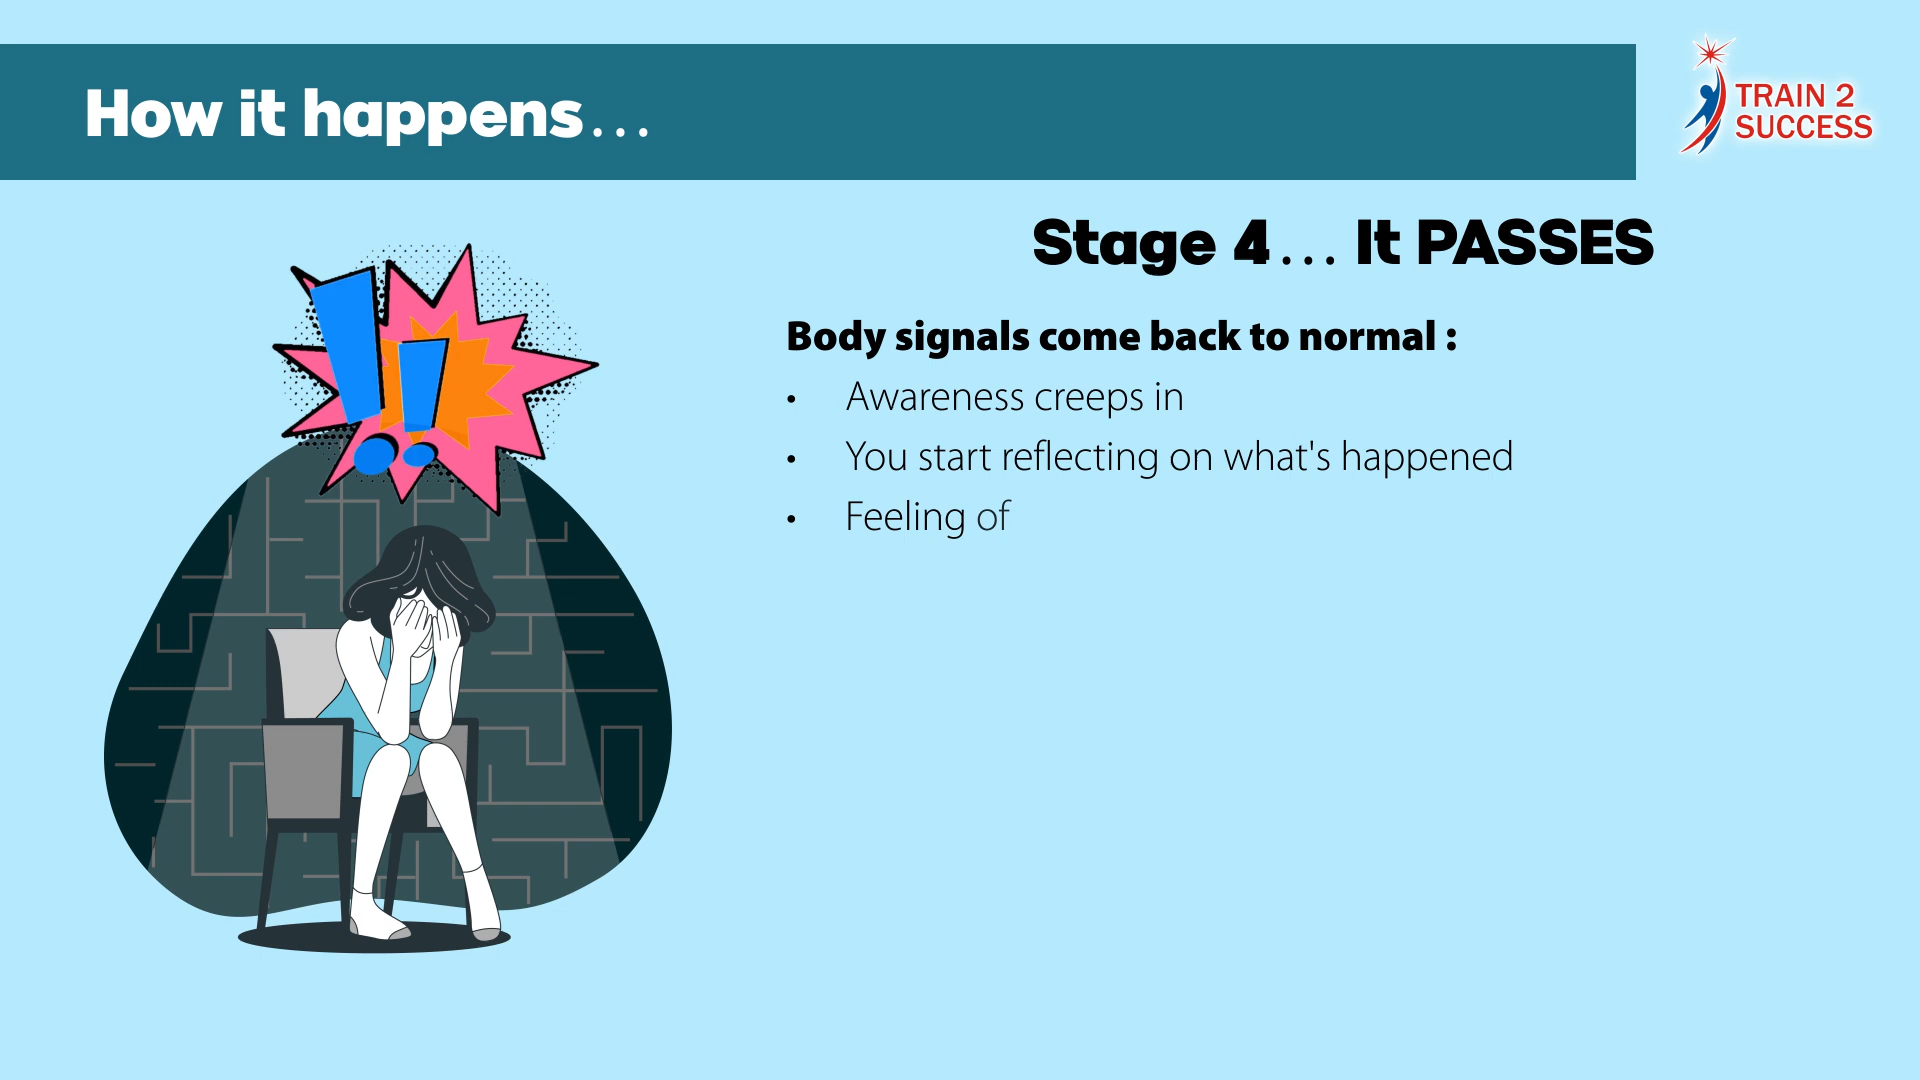 How it happens...
TRAIN 2
SUCCESS
Stage 4... It PASSES
Body signals come back to normal :
• Awareness creeps in
• You start reflecting on what's happened
• Feeling of